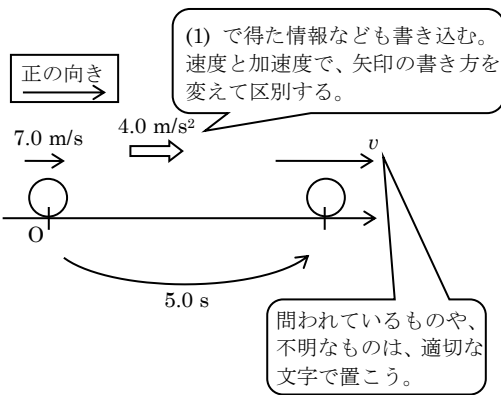 (1) で得た情報なども書き込む。
速度と加速度で、矢印の書き方を
変えて区別する。
正の向き
7.0 m/s
4.0 m/s²
v
O
5.0 s
問われているものや、
不明なものは、適切な
文字で置こう。